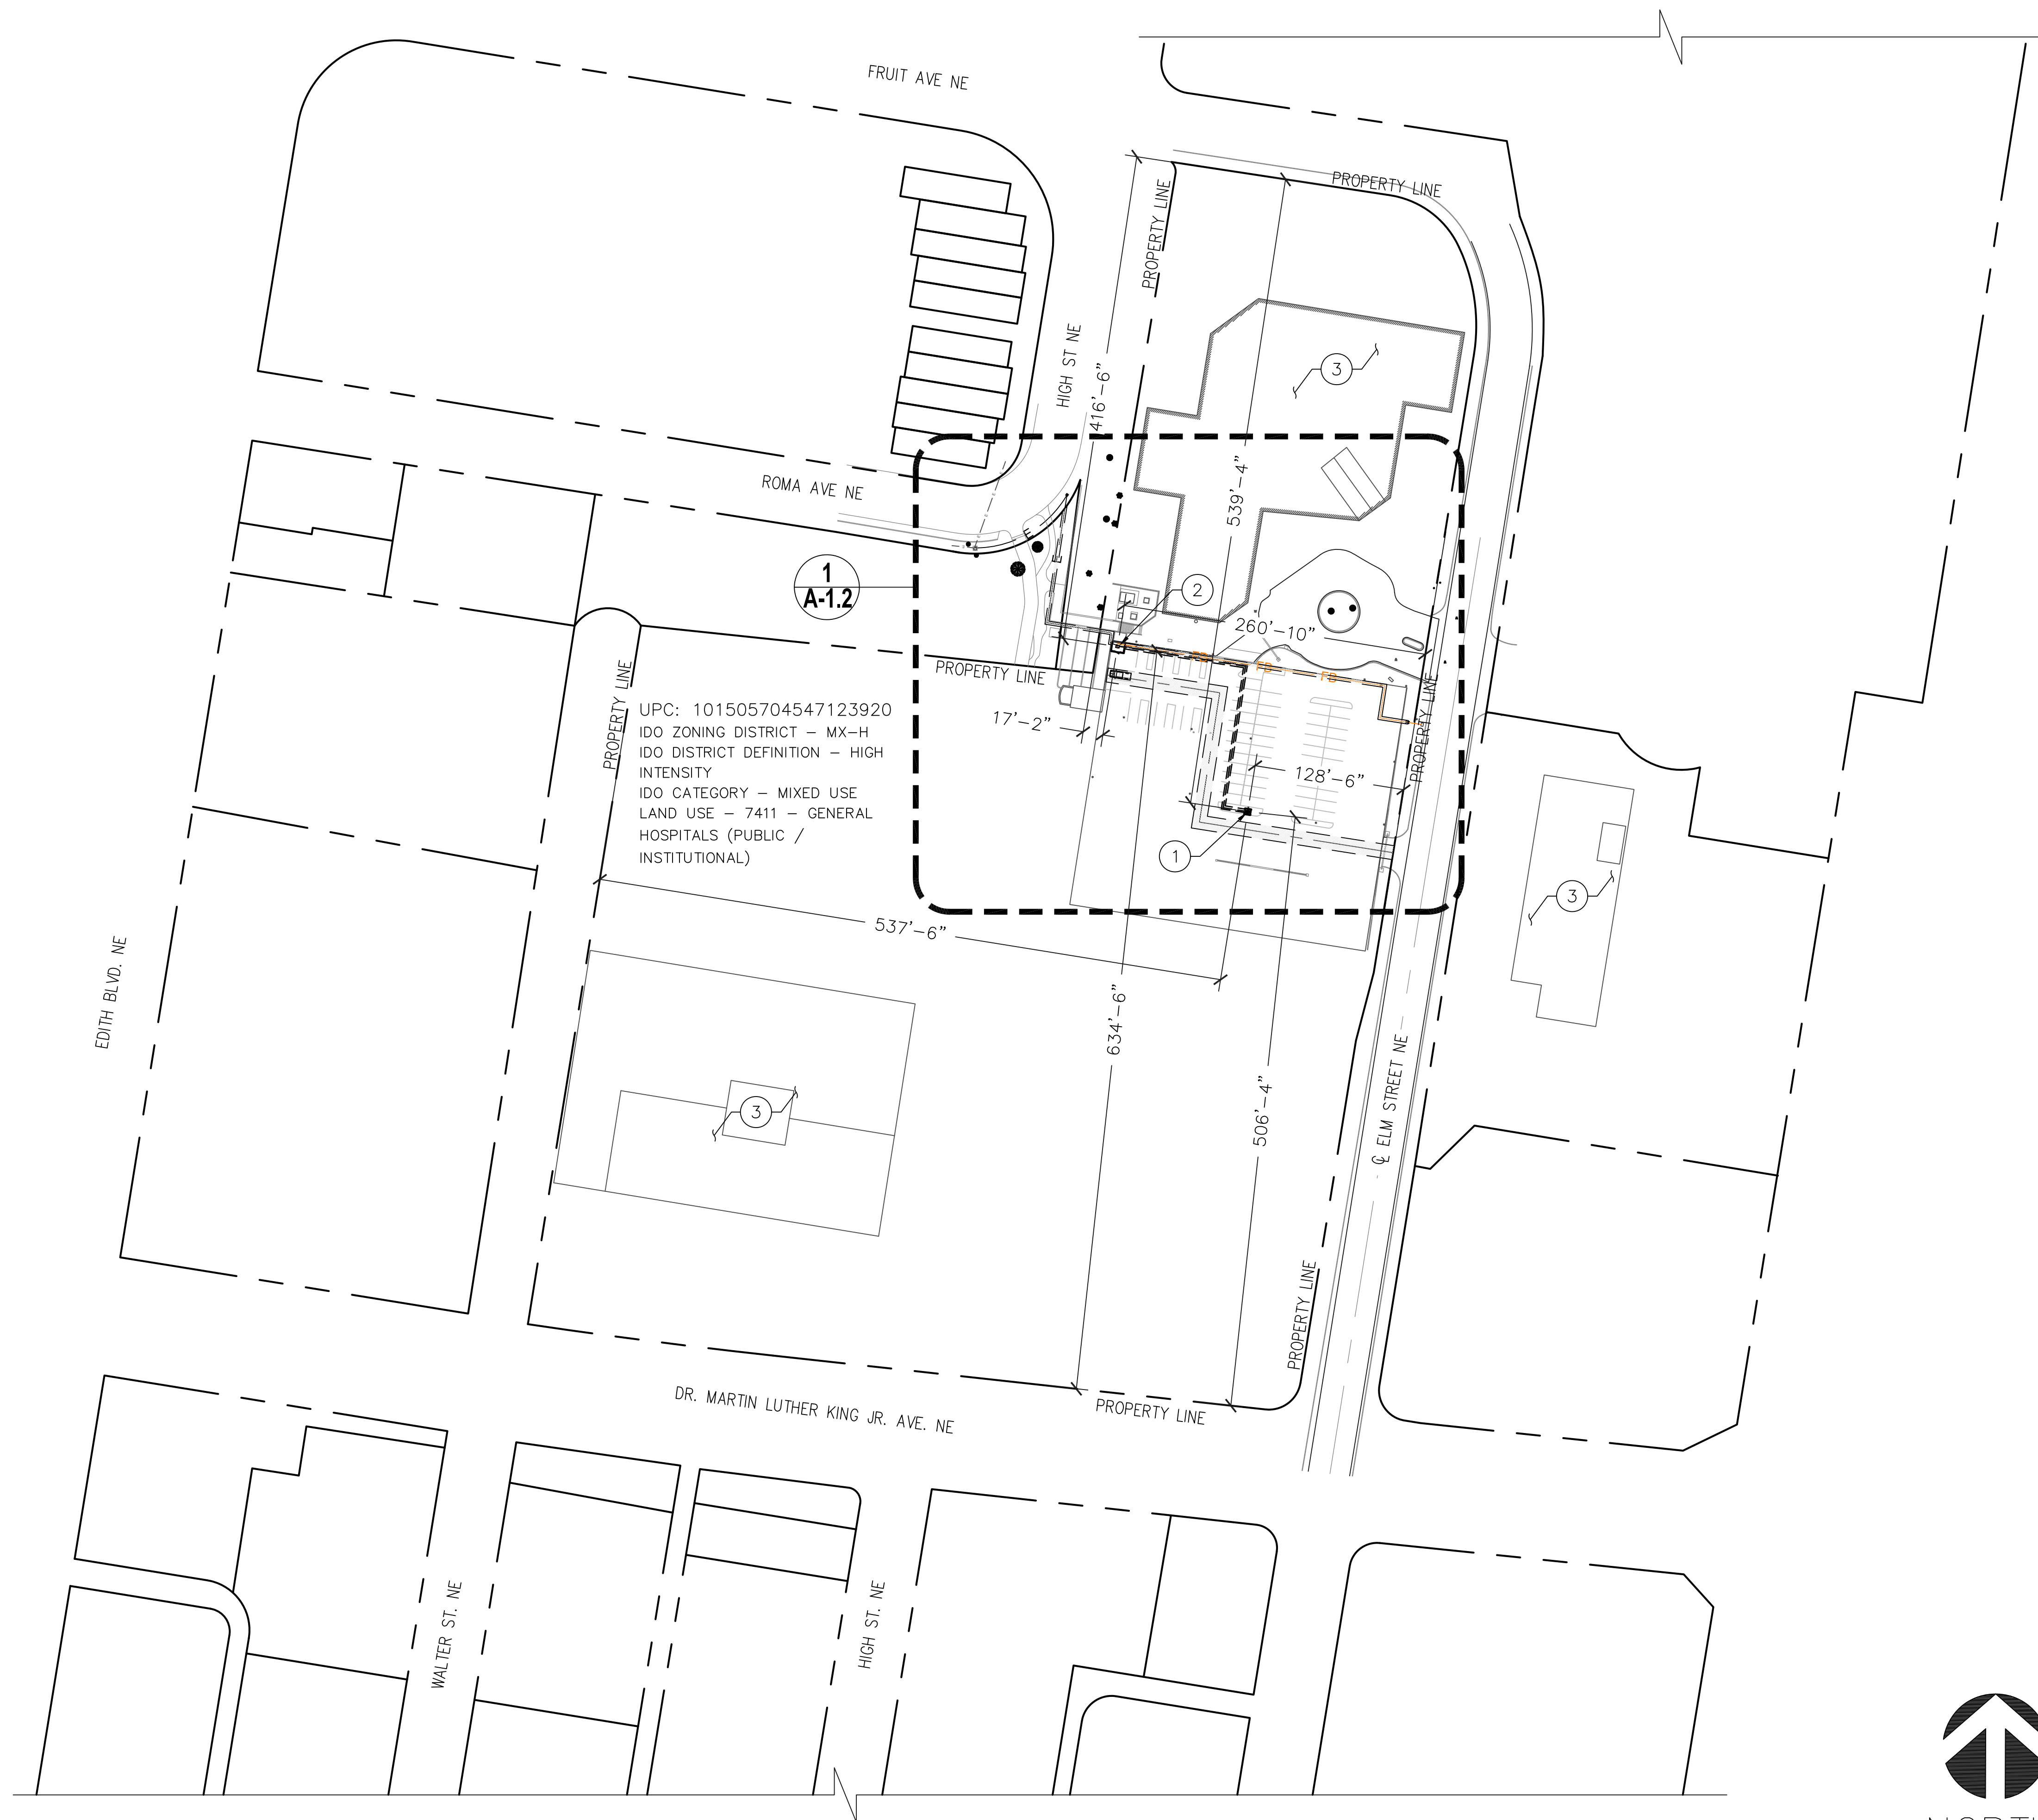 FRUIT AVE NE
PROPERTY LINE
PROPERTY LINE
HIGH ST NE
416'-6"
3
539'-4"
ROMA AVE NE
E
1
A-1.2
2
260'-10"
FB
FB
FB
PROPERTY LINE
PROPERTY LINE
PROPERTY LINE
17'-2"
128'-6"
1
UPC: 101505704547123920
IDO ZONING DISTRICT – MX-H
IDO DISTRICT DEFINITION – HIGH
INTENSITY
IDO CATEGORY – MIXED USE
LAND USE – 7411 – GENERAL
HOSPITALS (PUBLIC /
INSTITUTIONAL)
3
537'-6"
EDITH BLVD. NE
634'-6"
506'-4"
3
℄ ELM STREET NE
PROPERTY LINE
DR. MARTIN LUTHER KING JR. AVE. NE
PROPERTY LINE
WALTER ST. NE
HIGH ST. NE